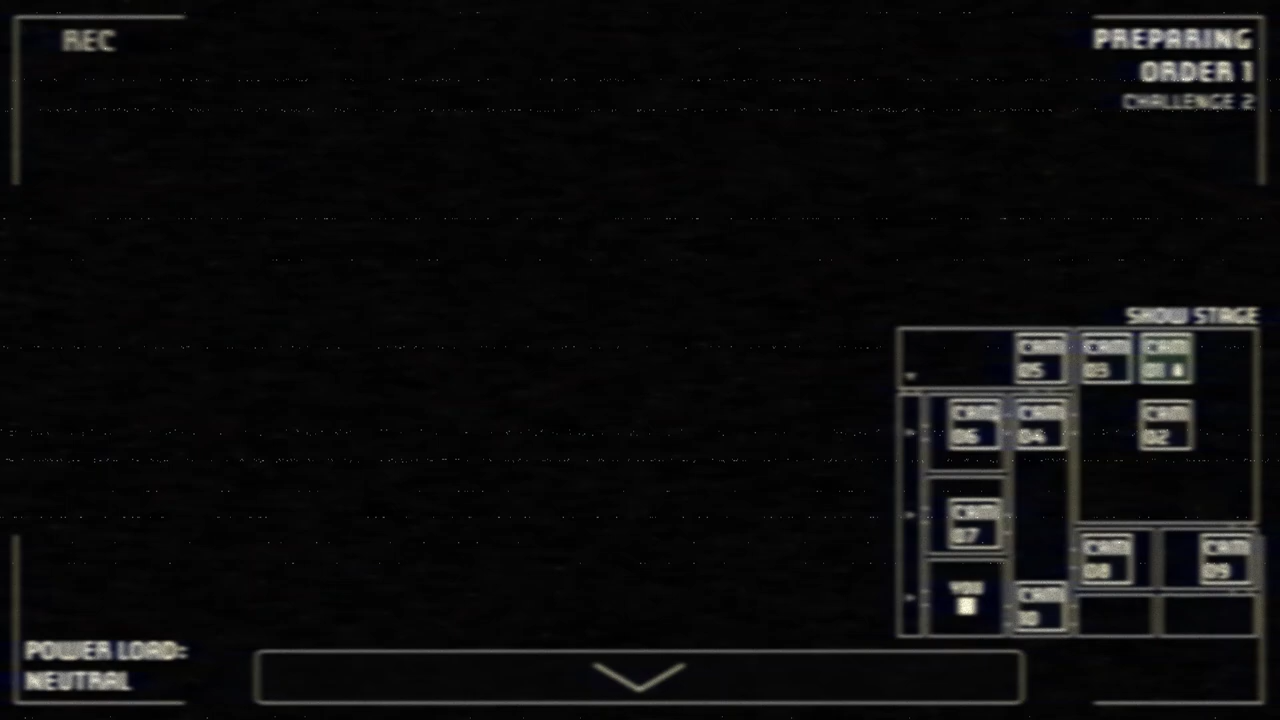 REC
PREPARING
ORDER 1
CHALLENGE 2
SHOW STAGE
CAM
05
CAM
03
CAM
01
CAM
06
CAM
04
CAM
02
CAM
07
CAM
08
CAM
09
YOU
CAM
10
POWER LOAD:
NEUTRAL